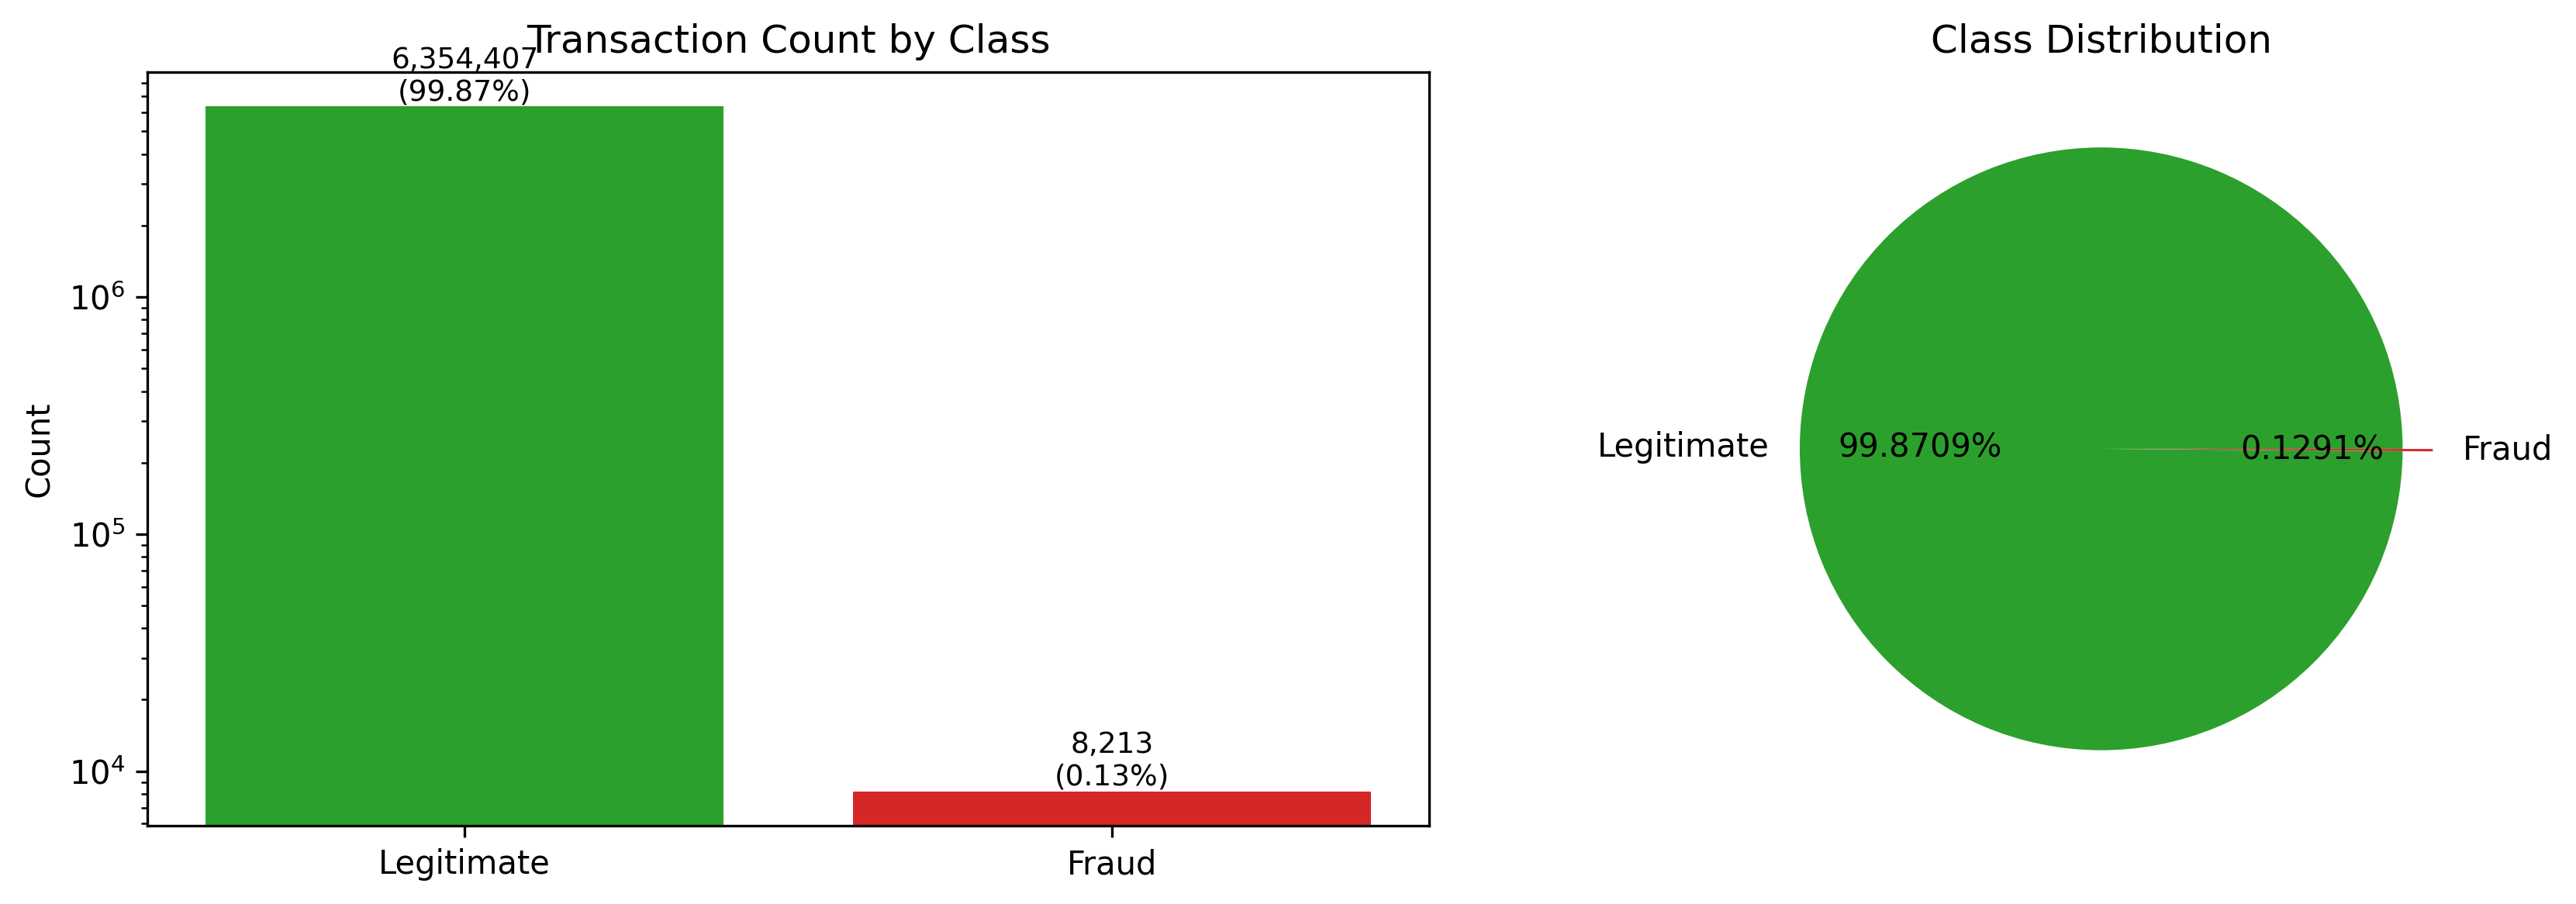 Transaction Count by Class
6,354,407
(99.87%)
Count
10⁶
10⁵
10⁴
8,213
(0.13%)
Legitimate
Fraud
Class Distribution
Legitimate
99.8709%
0.1291%
Fraud